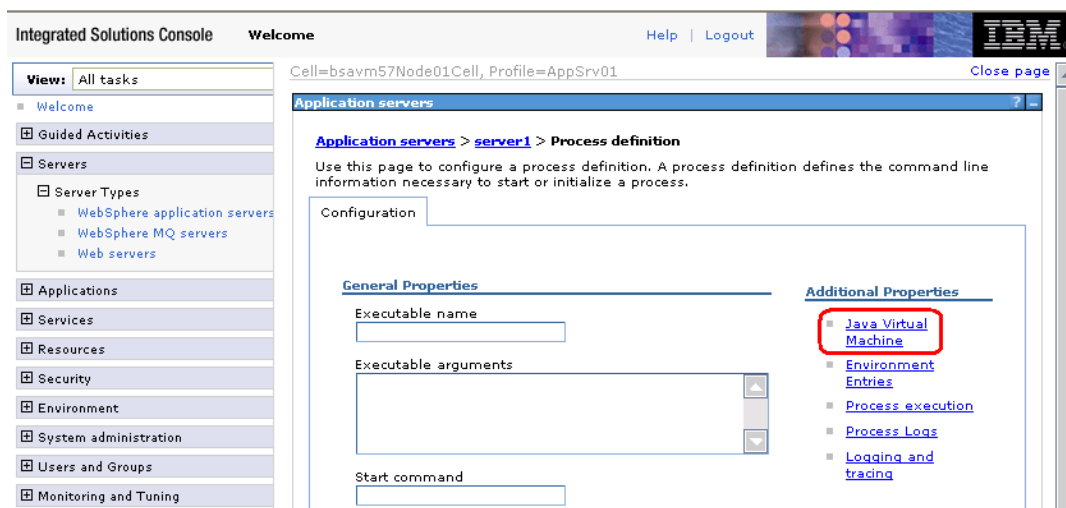 Integrated Solutions Console Welcome Help | Logout IBM.
View: All tasks
Welcome
Guided Activities
Servers
Server Types
WebSphere application servers
WebSphere MQ servers
Web servers
Applications
Services
Resources
Security
Environment
System administration
Users and Groups
Monitoring and Tuning
Cell=bsavm57Node01Cell, Profile=AppSrv01 Close page
Application servers ? –
Application servers > server1 > Process definition
Use this page to configure a process definition. A process definition defines the command line
information necessary to start or initialize a process.
Configuration
General Properties
Executable name
Executable arguments
Start command
Additional Properties
Java Virtual
Machine
Environment
Entries
Process execution
Process Logs
Logging and
tracing